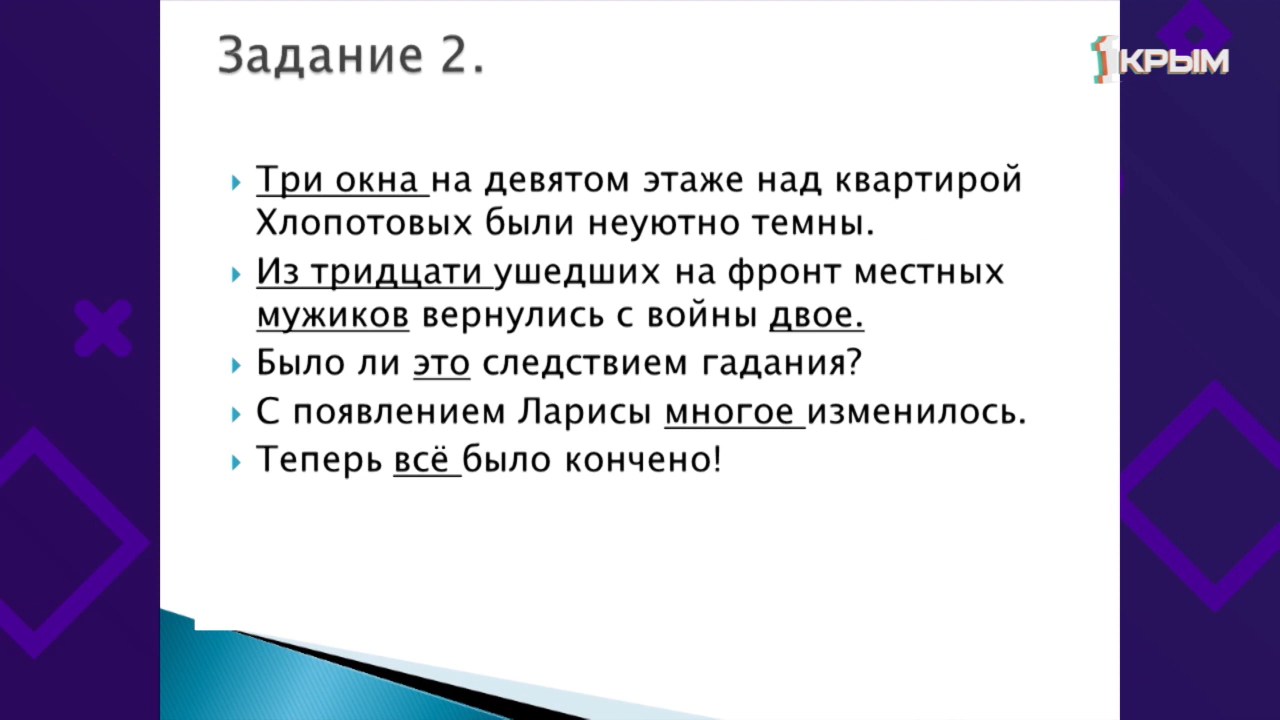 Задание 2.
1КРЫМ
Три окна на девятом этаже над квартирой
Хлопотовых были неуютно темны.
Из тридцати ушедших на фронт местных
мужиков вернулись с войны двое.
Было ли это следствием гадания?
С появлением Ларисы многое изменилось.
Теперь всё было кончено!